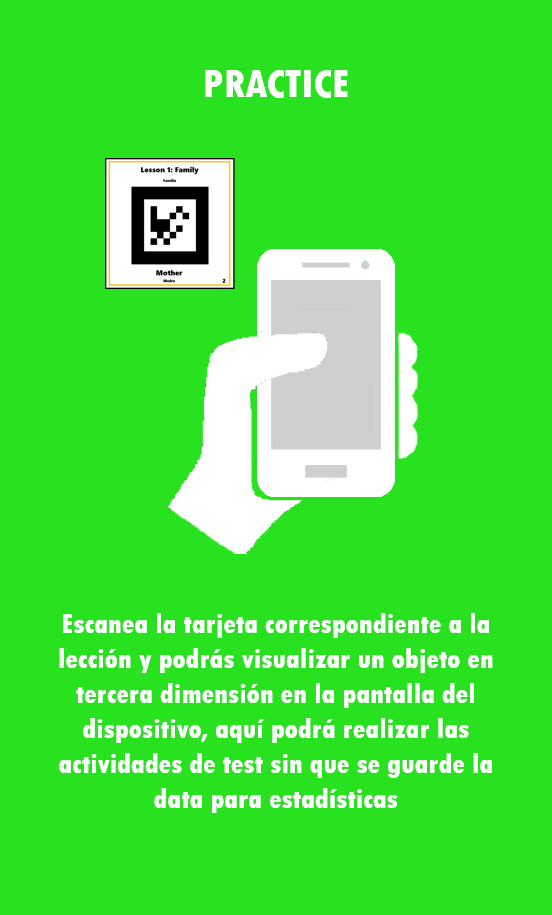 PRACTICE
Lesson 1: Family
Familia
Mother
Madre
2
Escanea la tarjeta correspondiente a la
lección y podrás visualizar un objeto en
tercera dimensión en la pantalla del
dispositivo, aquí podrá realizar las
actividades de test sin que se guarde la
data para estadísticas